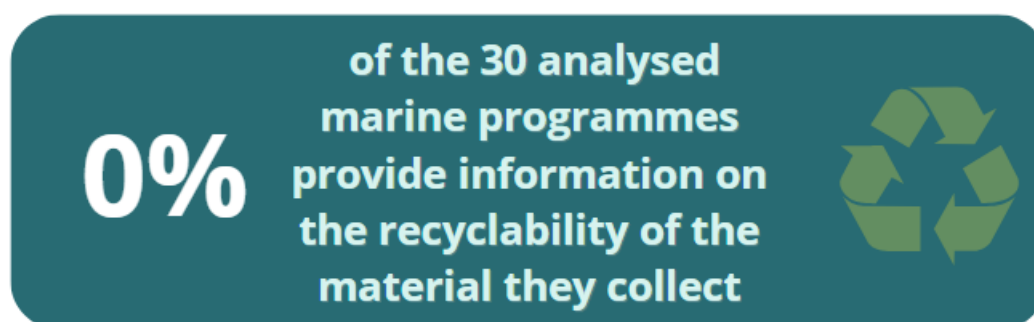 0%
of the 30 analysed
marine programmes
provide information on
the recyclability of the
material they collect